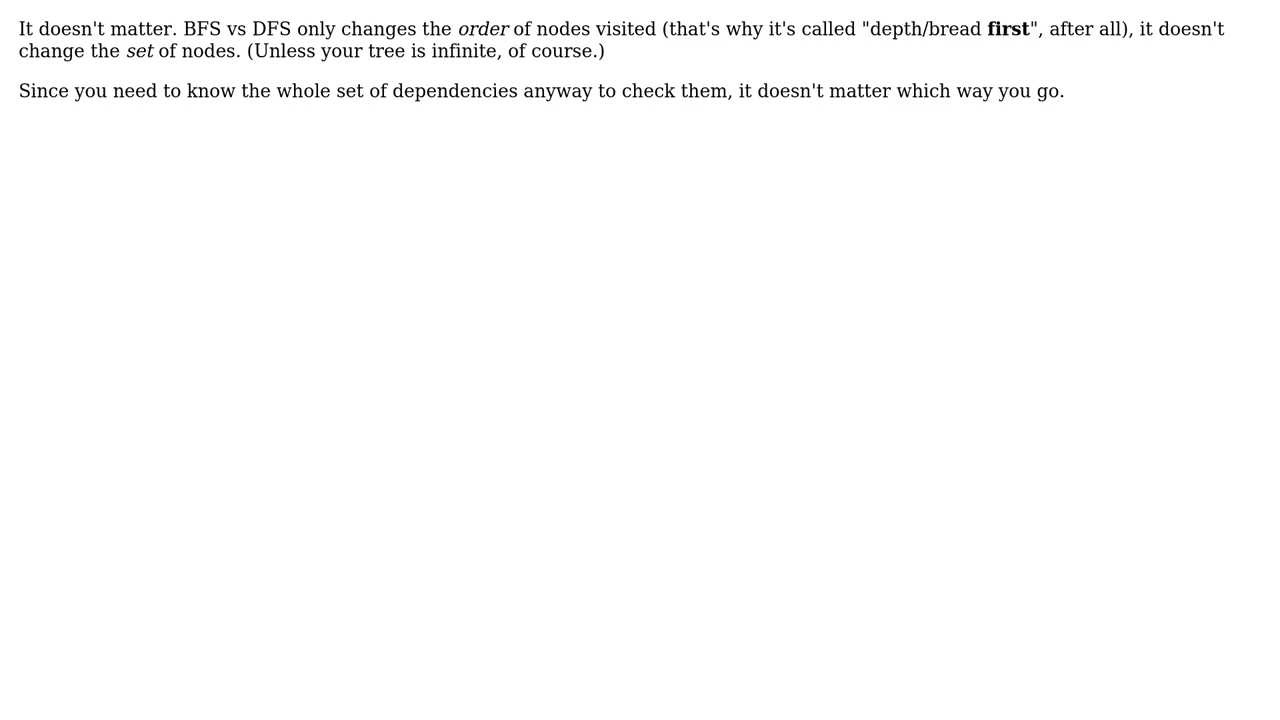 It doesn't matter. BFS vs DFS only changes the order of nodes visited (that's why it's called "depth/bread first", after all), it doesn't
change the set of nodes. (Unless your tree is infinite, of course.)
Since you need to know the whole set of dependencies anyway to check them, it doesn't matter which way you go.